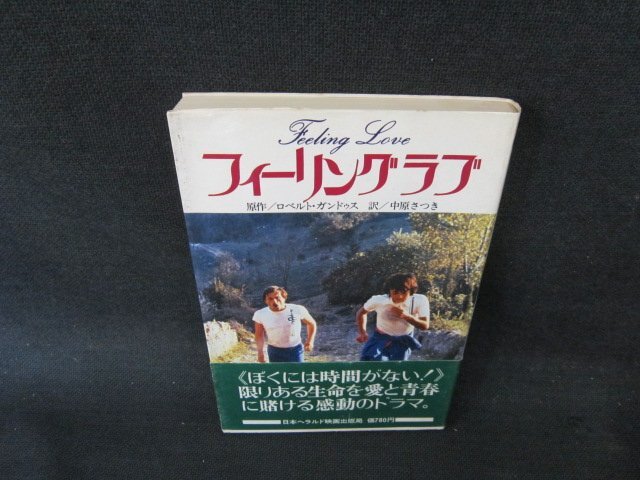 Feeling Love
フィーリングラブ
原作／ロベルト・ガンドゥス 訳／中原さつき
《ぼくには時間がない！》
限りある生命を愛と青春
に賭ける感動のドラマ。
日本ヘラルド映画出版局 価780円